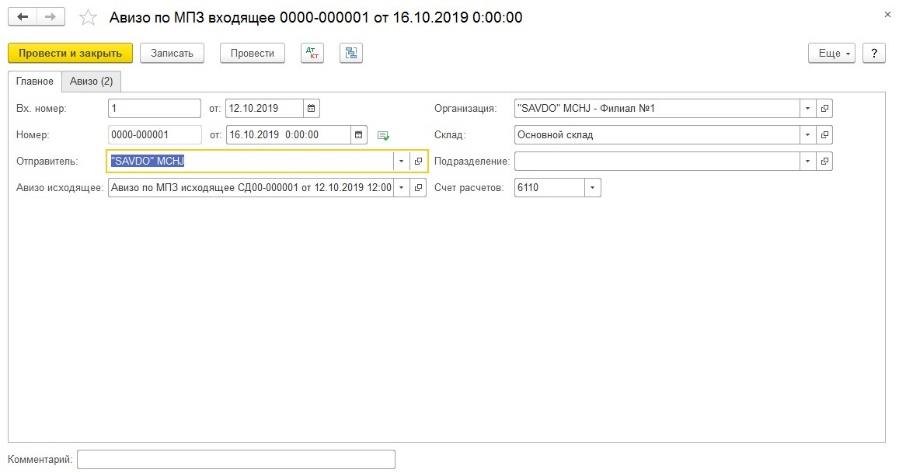 Авизо по МПЗ входящее 0000-000001 от 16.10.2019 0:00:00
Провести и закрыть Записать Провести Дт Кт Еще ?
Главное Авизо (2)
Вх. номер: 1 от: 12.10.2019 Организация: "SAVDO" MCHJ - Филиал №1
Номер: 0000-000001 от: 16.10.2019 0:00:00 Склад: Основной склад
Отправитель: "SAVDO" MCHJ Подразделение:
Авизо исходящее: Авизо по МПЗ исходящее СД00-000001 от 12.10.2019 12:00 Счет расчетов: 6110
Комментарий: